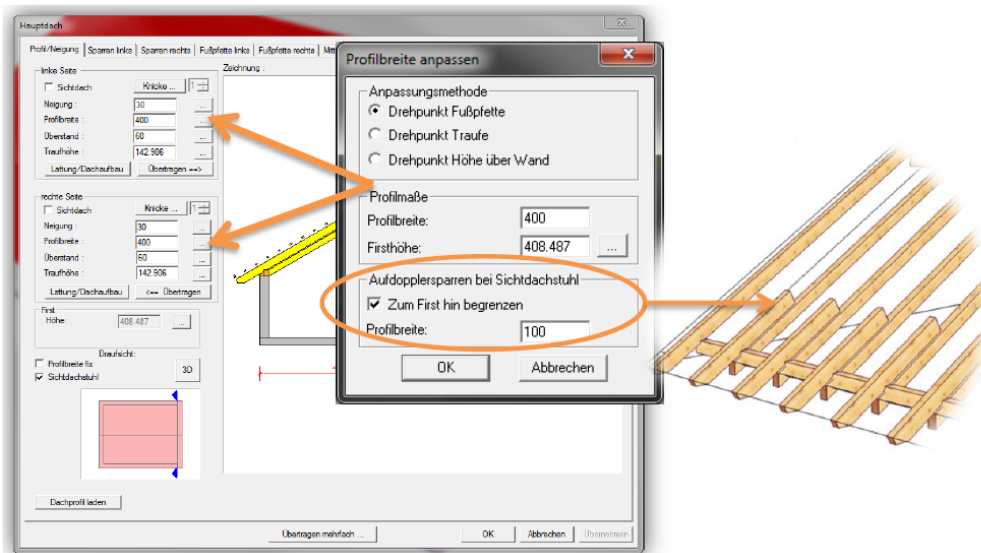 Hauptdach
Profil/Neigung Sparren links Sparren rechts Fußpfette links Fußpfette rechts
linke Seite
Sichtdach Knicke ... 1
Neigung : 30 ...
Profilbreite : 400 ...
Überstand : 60 ...
Traufhöhe : 142.906 ...
Lattung/Dachaufbau Übertragen ==>
rechte Seite
Sichtdach Knicke ... 1
Neigung : 30 ...
Profilbreite : 400 ...
Überstand : 60 ...
Traufhöhe : 142.906 ...
Lattung/Dachaufbau <== Übertragen
First
Höhe: 408.487 ...
Draufsicht:
Profilbreite fix
Sichtdachstuhl
3D
Dachprofil laden
Zeichnung :
Profilbreite anpassen
Anpassungsmethode
Drehpunkt Fußpfette
Drehpunkt Traufe
Drehpunkt Höhe über Wand
Profilmaße
Profilbreite: 400
Firsthöhe: 408.487 ...
Aufdopplersparren bei Sichtdachstuhl
Zum First hin begrenzen
Profilbreite: 100
OK Abbrechen
Übertragen mehrfach ... OK Abbrechen Übernehmen